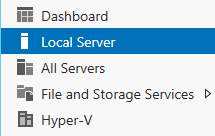 Dashboard
Local Server
All Servers
File and Storage Services
Hyper-V